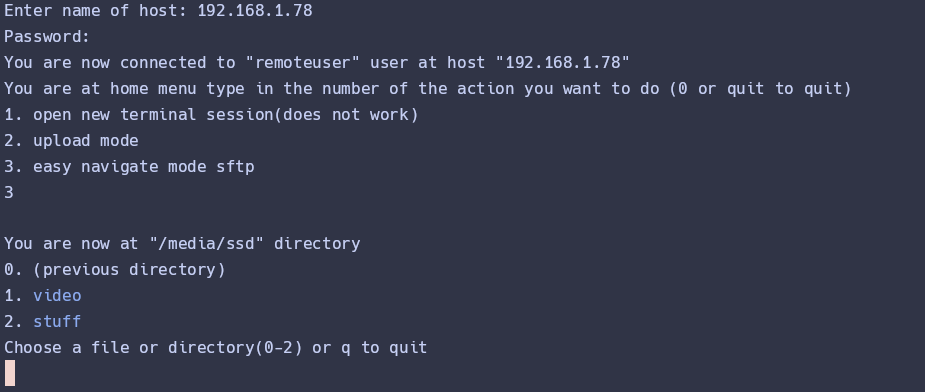 Enter name of host: 192.168.1.78
Password:
You are now connected to "remoteuser" user at host "192.168.1.78"
You are at home menu type in the number of the action you want to do (0 or quit to quit)
1. open new terminal session(does not work)
2. upload mode
3. easy navigate mode sftp
3
You are now at "/media/ssd" directory
0. (previous directory)
1. video
2. stuff
Choose a file or directory(0-2) or q to quit